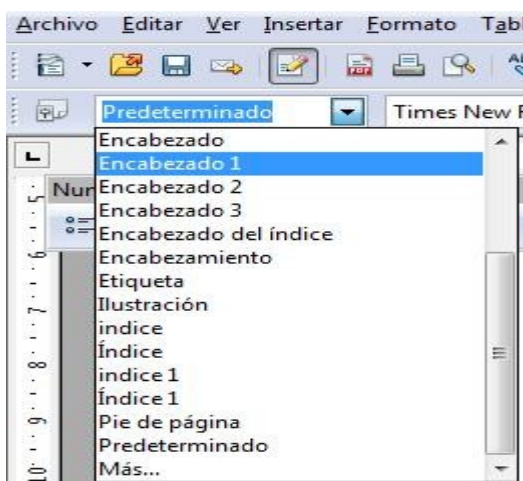 Archivo Editar Ver Insertar Formato
Predeterminado Times New
Encabezado
Encabezado 1
Encabezado 2
Encabezado 3
Encabezado del índice
Encabezamiento
Etiqueta
Ilustración
indice
Índice
indice 1
Índice 1
Pie de página
Predeterminado
Más...